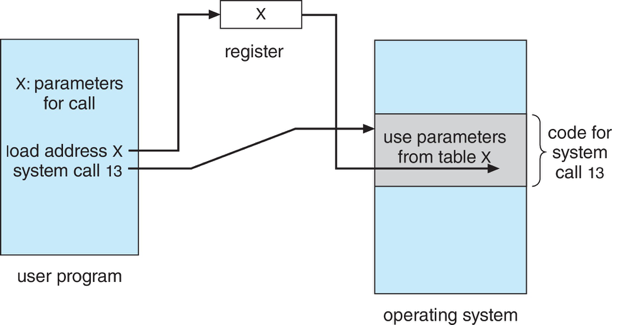 X
register
X: parameters
for call
load address X
system call 13
user program
use parameters
from table X
code for
system
call 13
operating system